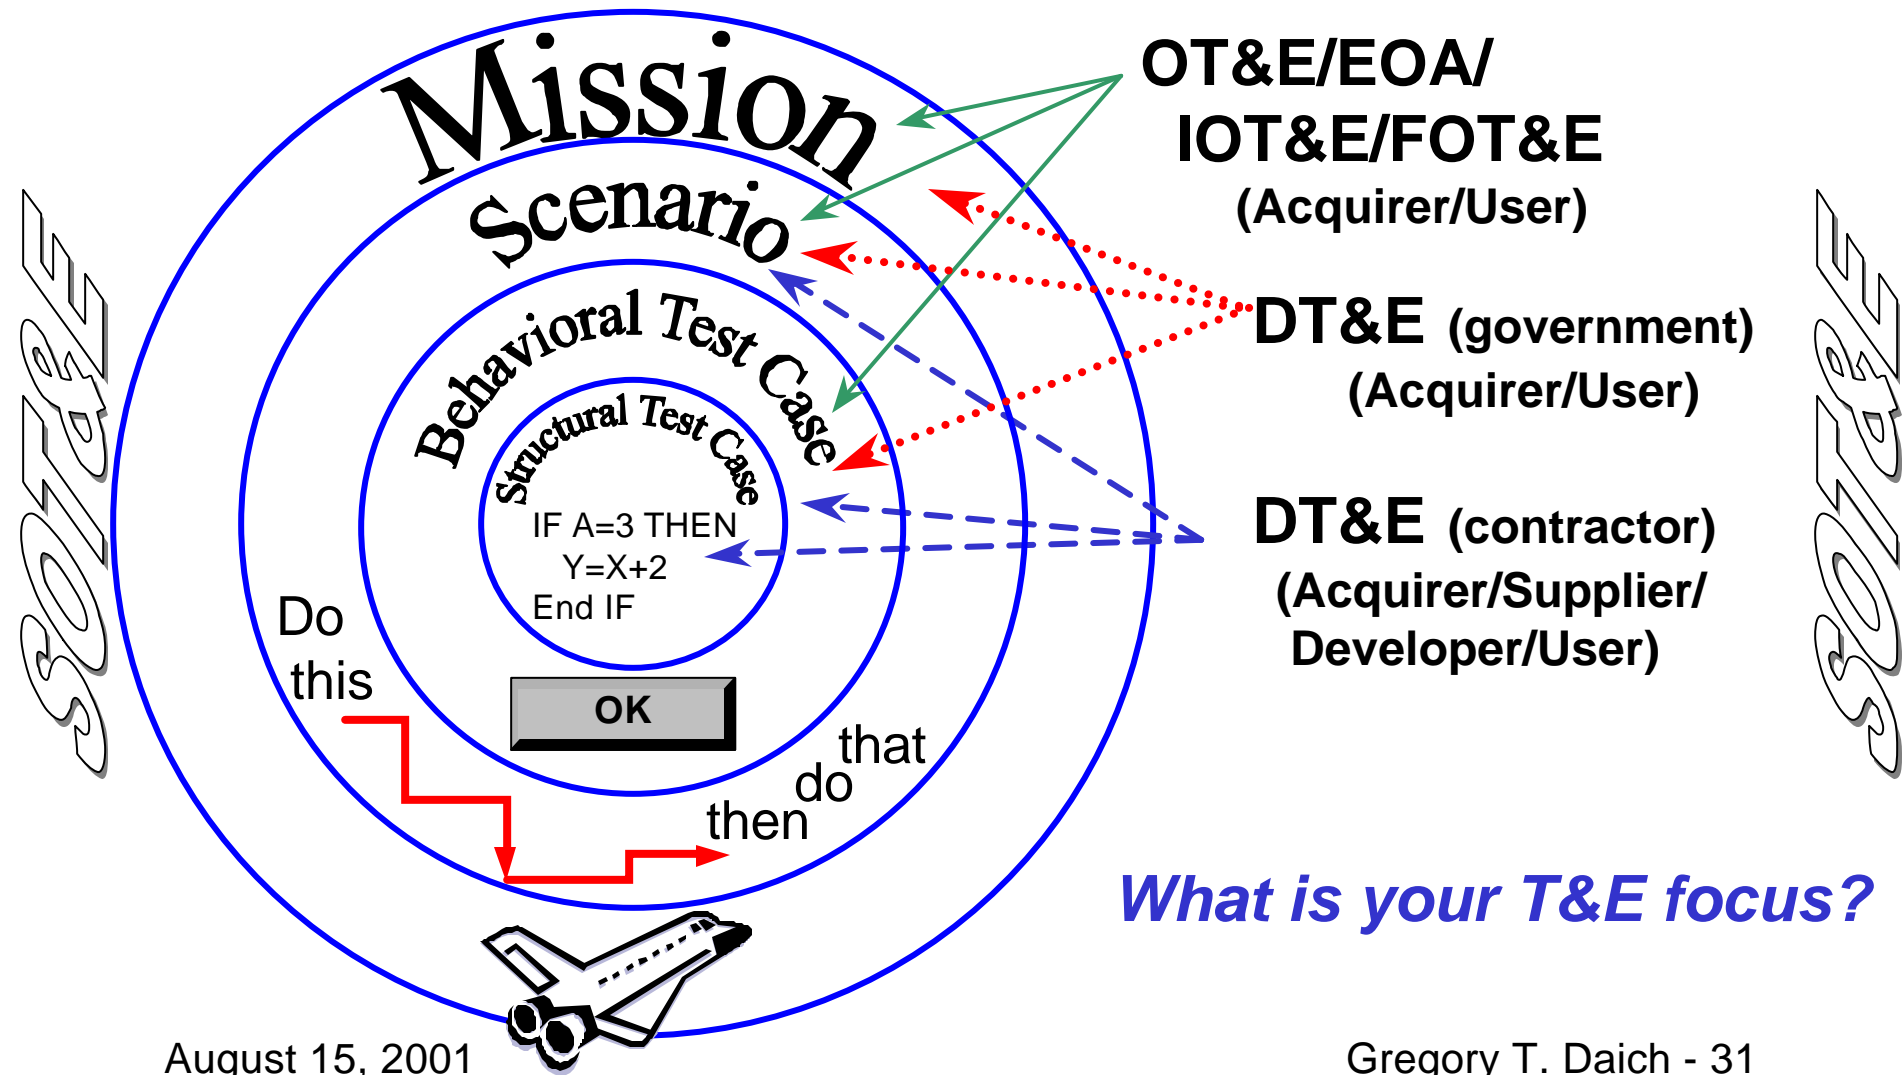 SOT&E
Mission
Scenario
Behavioral Test Case
Structural Test Case
IF A=3 THEN
Y=X+2
End IF
OK
Do
this
then do that
OT&E/EOA/
IOT&E/FOT&E
(Acquirer/User)
DT&E (government)
(Acquirer/User)
DT&E (contractor)
(Acquirer/Supplier/
Developer/User)
SOT&E
What is your T&E focus?
August 15, 2001
Gregory T. Daich - 31